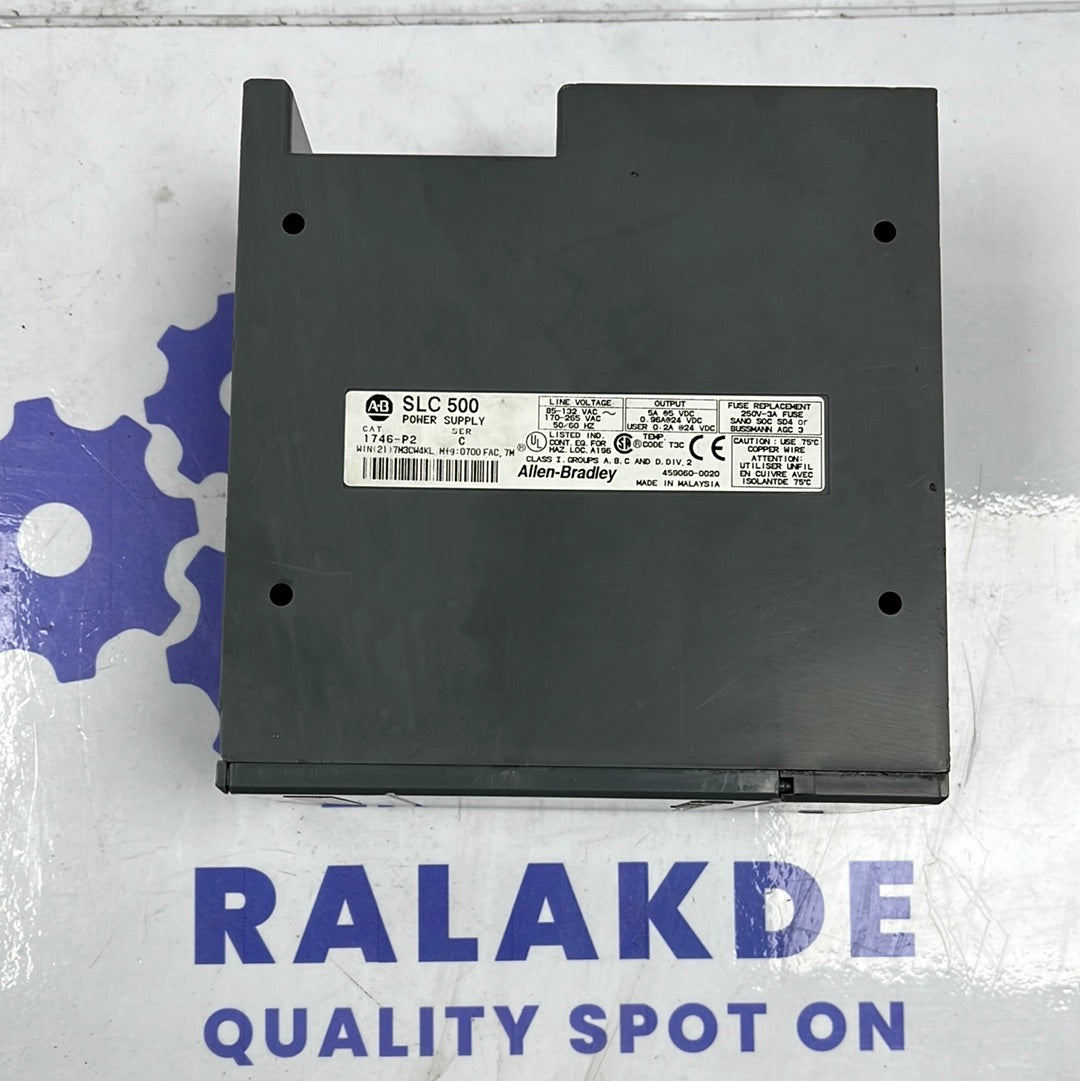 A-B SLC 500
POWER SUPPLY
CAT SER
1746-P2 C
FAC. 7M
LINE VOLTAGE
85-132 VAC ~
170-265 VAC
50/60 HZ
OUTPUT
5A @5 VDC
0.96A@24 VDC
USER 0.2A @24 VDC
FUSE REPLACEMENT
250V-3A FUSE
SANO SOC SD4 or
BUSSMANN AGC 3
UL LISTED IND.
CONT. EQ. FOR
HAZ. LOC. A196
TEMP.
CODE T3C
CE
CLASS I, GROUPS A, B, C AND D, DIV. 2
Allen-Bradley
459060-0020
MADE IN MALAYSIA
CAUTION: USE 75°C
COPPER WIRE
ATTENTION:
UTILISER UNFIL
EN CUIVRE AVEC
ISOLANTDE 75°C
RALAKDE
QUALITY SPOT ON